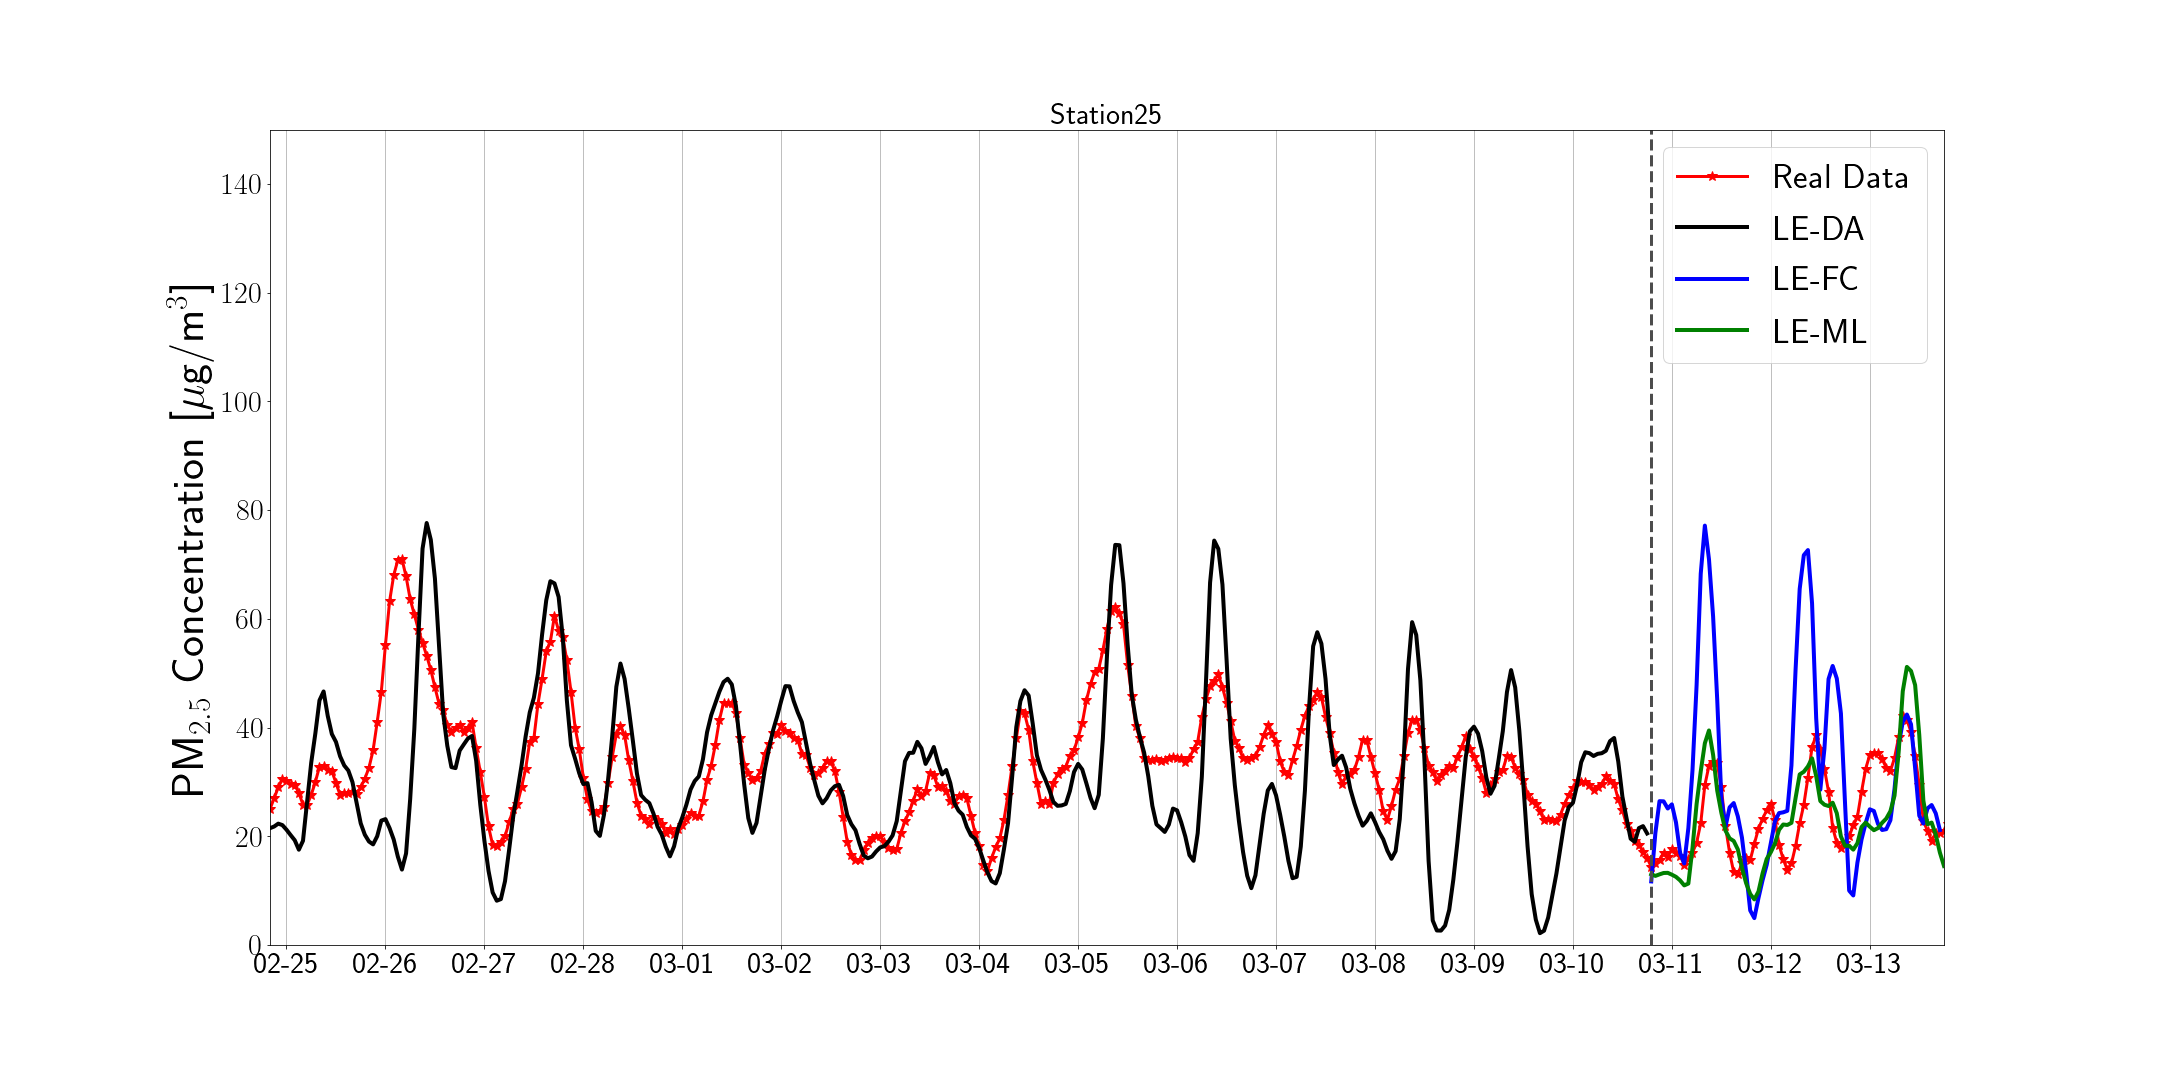 Station25
PM2.5 Concentration [μg/m³]
140
120
100
80
60
40
20
0
02-25 02-26 02-27 02-28 03-01 03-02 03-03 03-04 03-05 03-06 03-07 03-08 03-09 03-10 03-11 03-12 03-13
Real Data
LE-DA
LE-FC
LE-ML